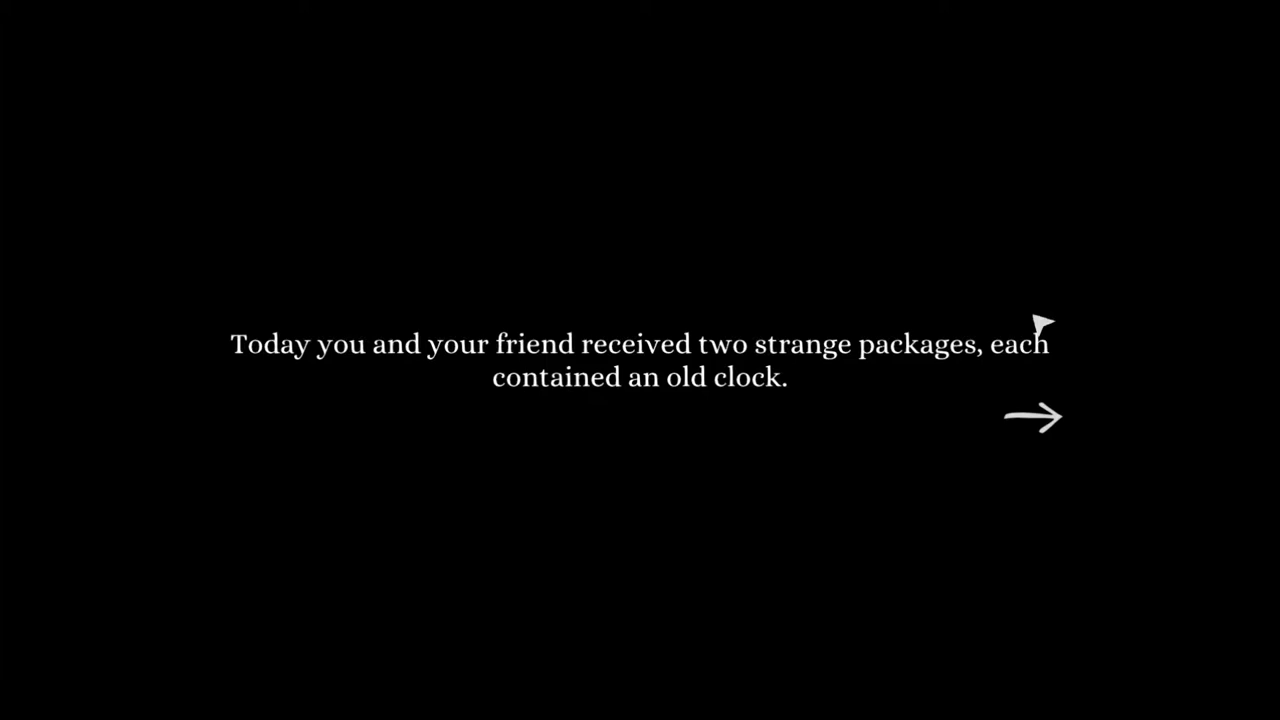 Today you and your friend received two strange packages, each
contained an old clock.